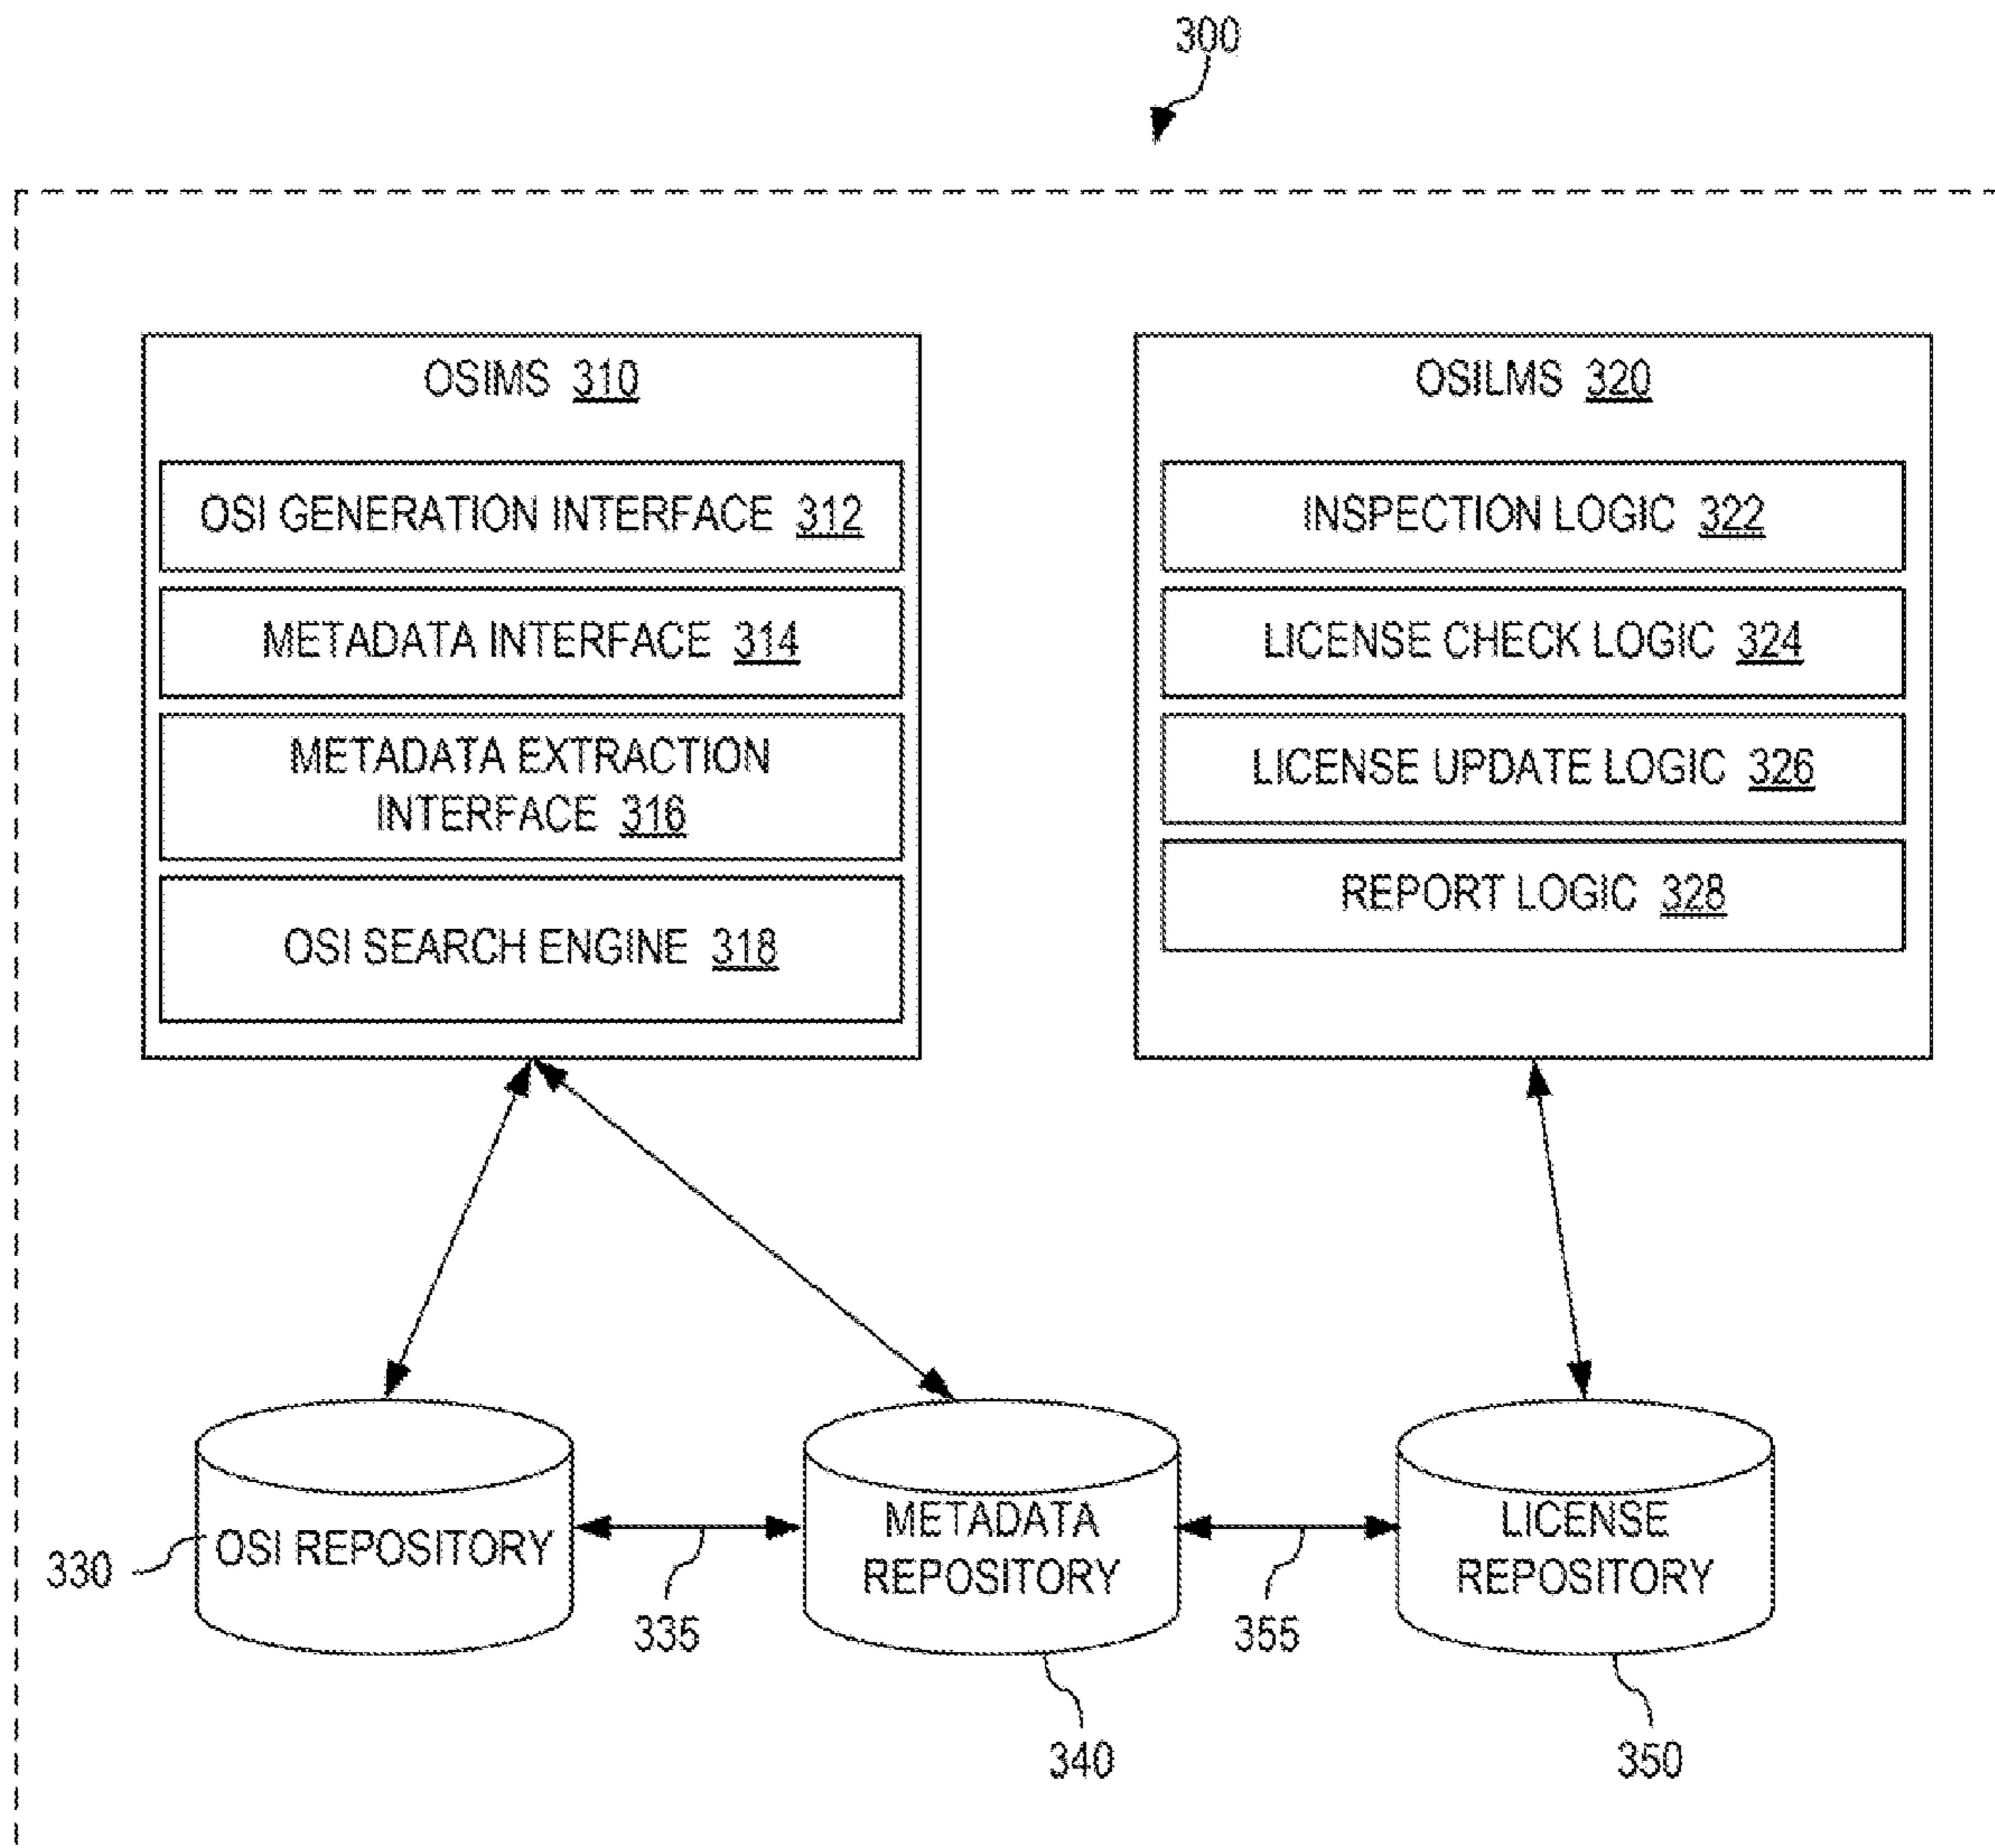 300
OSIMS 310
OSI GENERATION INTERFACE 312
METADATA INTERFACE 314
METADATA EXTRACTION
INTERFACE 316
OSI SEARCH ENGINE 318
OSILMS 320
INSPECTION LOGIC 322
LICENSE CHECK LOGIC 324
LICENSE UPDATE LOGIC 326
REPORT LOGIC 328
330
OSI REPOSITORY
335
METADATA
REPOSITORY
340
355
LICENSE
REPOSITORY
350